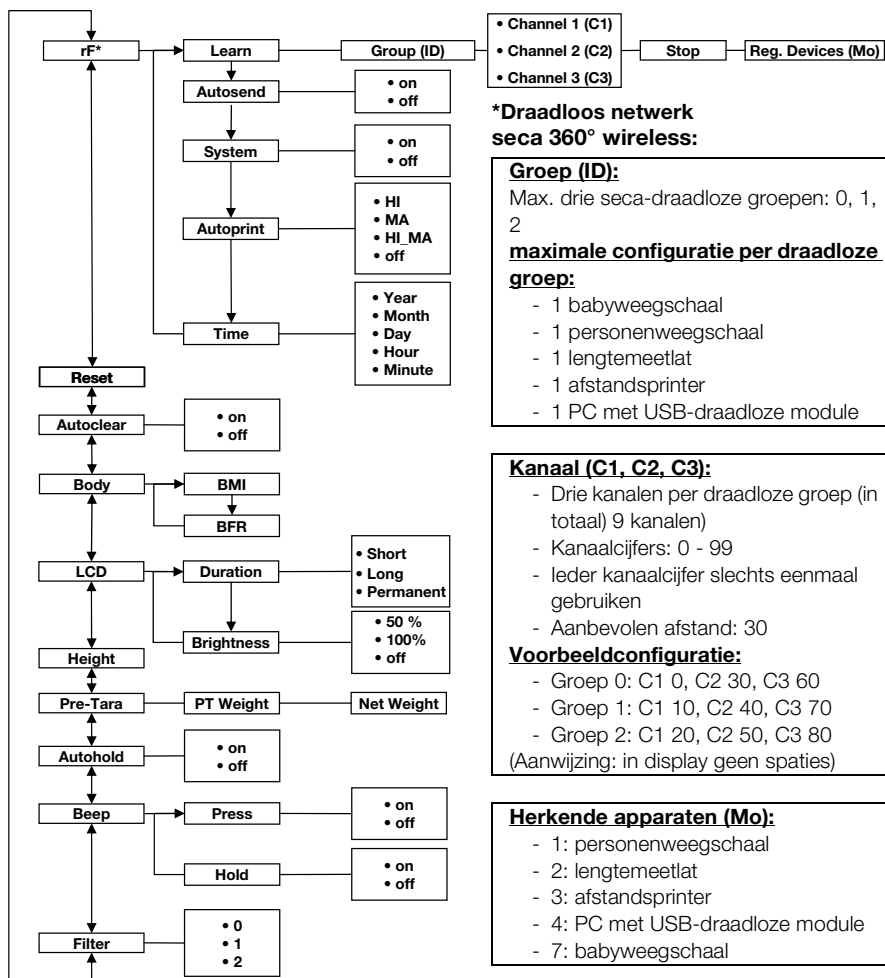 rF*
Learn
Group (ID)
• Channel 1 (C1)
• Channel 2 (C2)
• Channel 3 (C3)
Stop
Reg. Devices (Mo)
Autosend
• on
• off
System
• on
• off
Autoprint
• HI
• MA
• HI_MA
• off
Time
• Year
• Month
• Day
• Hour
• Minute
Reset
Autoclear
• on
• off
Body
BMI
BFR
LCD
Duration
• Short
• Long
• Permanent
Brightness
• 50 %
• 100%
• off
Height
Pre-Tara
PT Weight
Net Weight
Autohold
• on
• off
Beep
Press
• on
• off
Hold
• on
• off
Filter
• 0
• 1
• 2
*Draadloos netwerk
seca 360° wireless:
Groep (ID):
Max. drie seca-draadloze groepen: 0, 1,
2
maximale configuratie per draadloze
groep:
- 1 babyweegschaal
- 1 personenweegschaal
- 1 lengtemeetlat
- 1 afstandsprinter
- 1 PC met USB-draadloze module
Kanaal (C1, C2, C3):
- Drie kanalen per draadloze groep (in
totaal) 9 kanalen)
- Kanaalcijfers: 0 - 99
- Ieder kanaalcijfer slechts eenmaal
gebruiken
- Aanbevolen afstand: 30
Voorbeeldconfiguratie:
- Groep 0: C1 0, C2 30, C3 60
- Groep 1: C1 10, C2 40, C3 70
- Groep 2: C1 20, C2 50, C3 80
(Aanwijzing: in display geen spaties)
Herkende apparaten (Mo):
- 1: personenweegschaal
- 2: lengtemeetlat
- 3: afstandsprinter
- 4: PC met USB-draadloze module
- 7: babyweegschaal